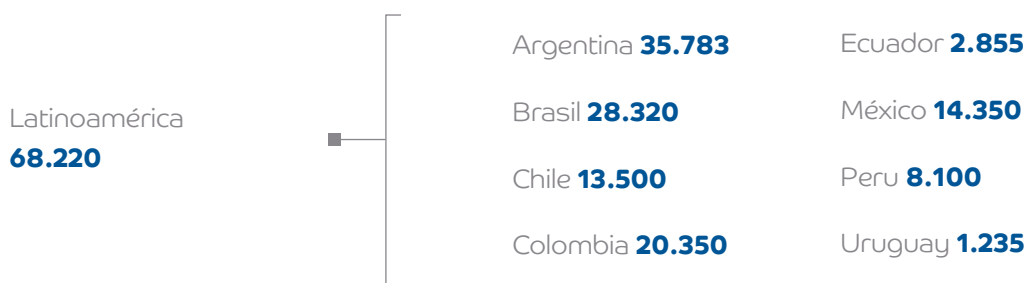 Latinoamérica
68.220
Argentina 35.783
Brasil 28.320
Chile 13.500
Colombia 20.350
Ecuador 2.855
México 14.350
Peru 8.100
Uruguay 1.235